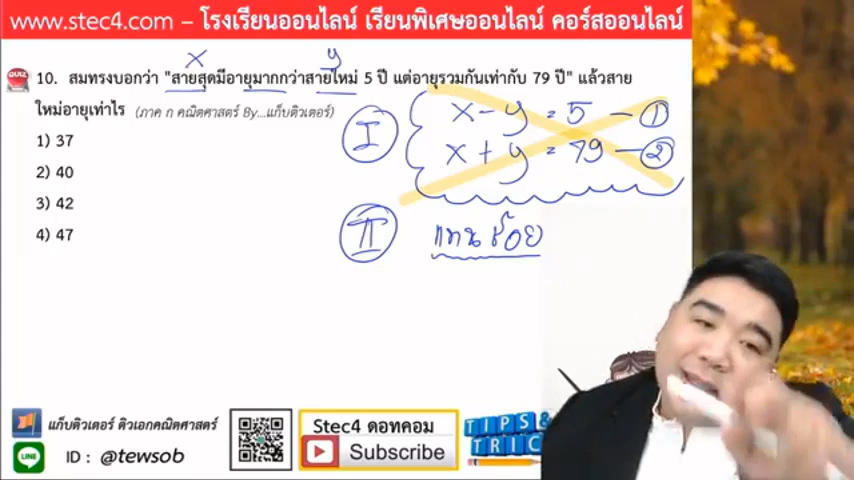 www.stec4.com – โรงเรียนออนไลน์ เรียนพิเศษออนไลน์ คอร์สออนไลน์
x y
QUIZ
10. สมทรงบอกว่า "สายสุดมีอายุมากกว่าสายใหม่ 5 ปี แต่อายุรวมกันเท่ากับ 79 ปี" แล้วสาย
ใหม่อายุเท่าไร (ภาค ก คณิตศาสตร์ By...แก็บติวเตอร์)
I x - y = 5 — 1
x + y = 79 — 2
1) 37
2) 40
3) 42
4) 47
II แทนช้อย
แก็บติวเตอร์ ติวเอกคณิตศาสตร์
LINE ID : @tewsob
Stec4 ดอทคอม
Subscribe
TIPS &
TRIC